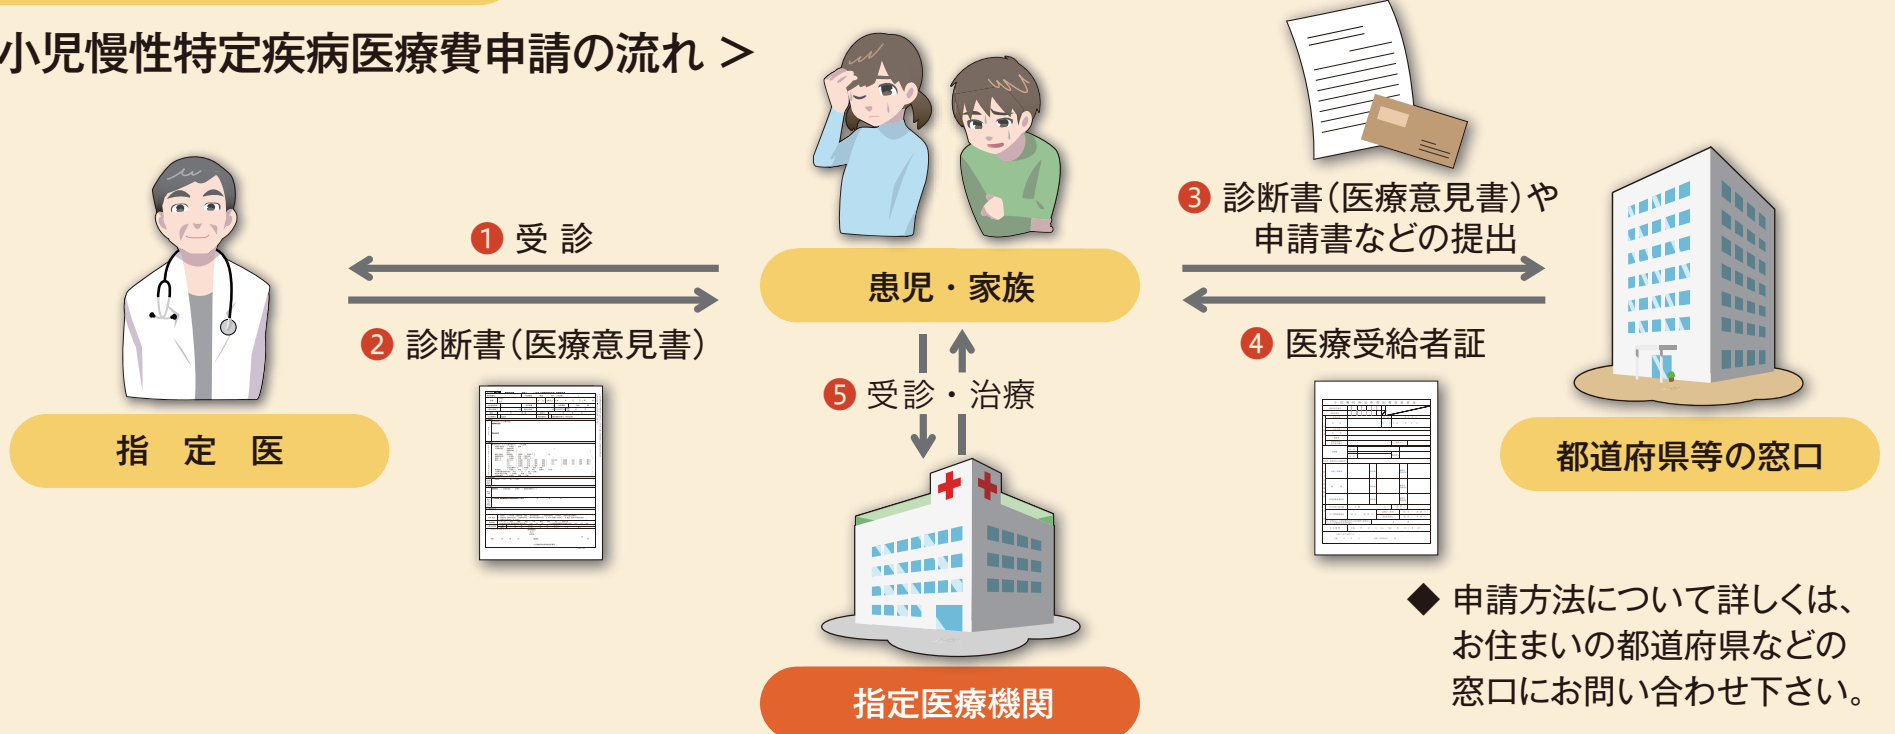 小児慢性特定疾病医療費申請の流れ ＞
❶ 受 診
❷ 診断書（医療意見書）
指 定 医
患児・家族
❸ 診断書（医療意見書）や
申請書などの提出
❹ 医療受給者証
都道府県等の窓口
❺ 受診・治療
指定医療機関
◆ 申請方法について詳しくは、
お住まいの都道府県などの
窓口にお問い合わせ下さい。